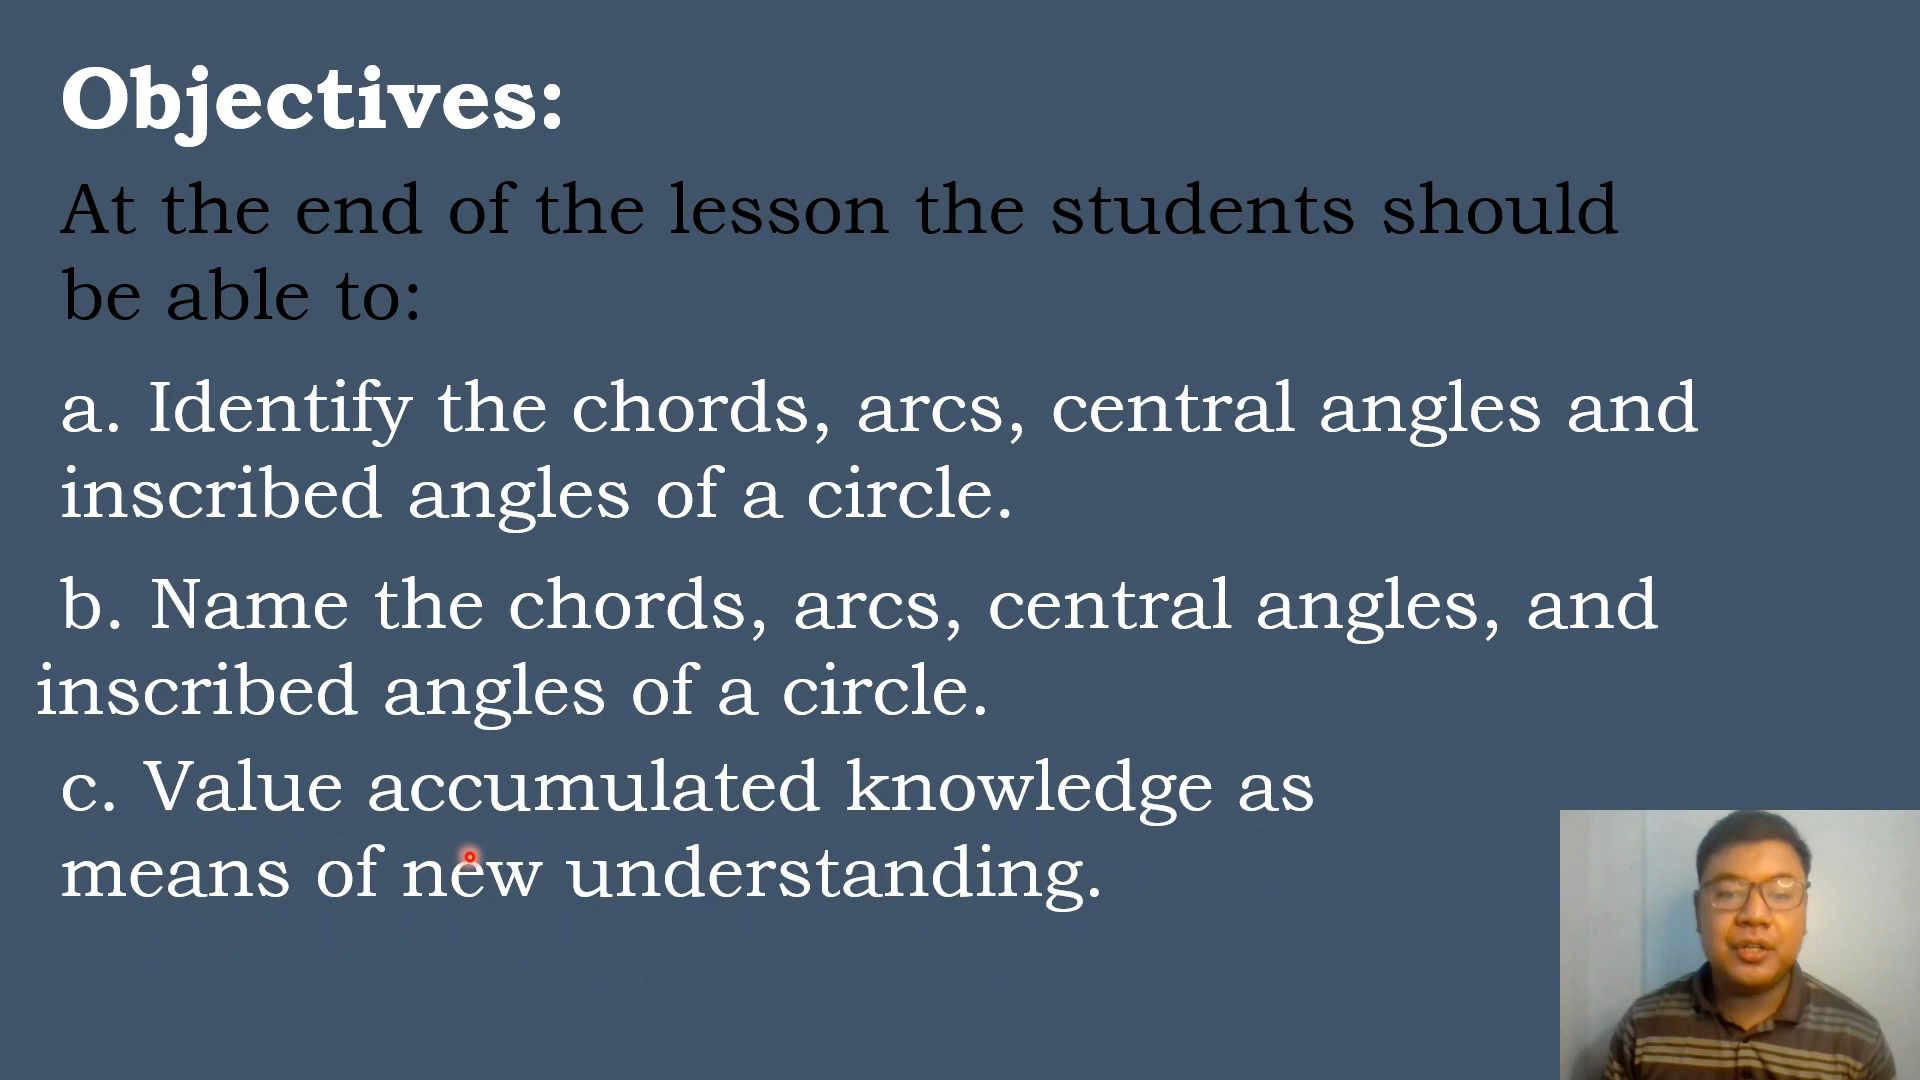 Objectives:
At the end of the lesson the students should
be able to:
a. Identify the chords, arcs, central angles and
inscribed angles of a circle.
b. Name the chords, arcs, central angles, and
inscribed angles of a circle.
c. Value accumulated knowledge as
means of new understanding.